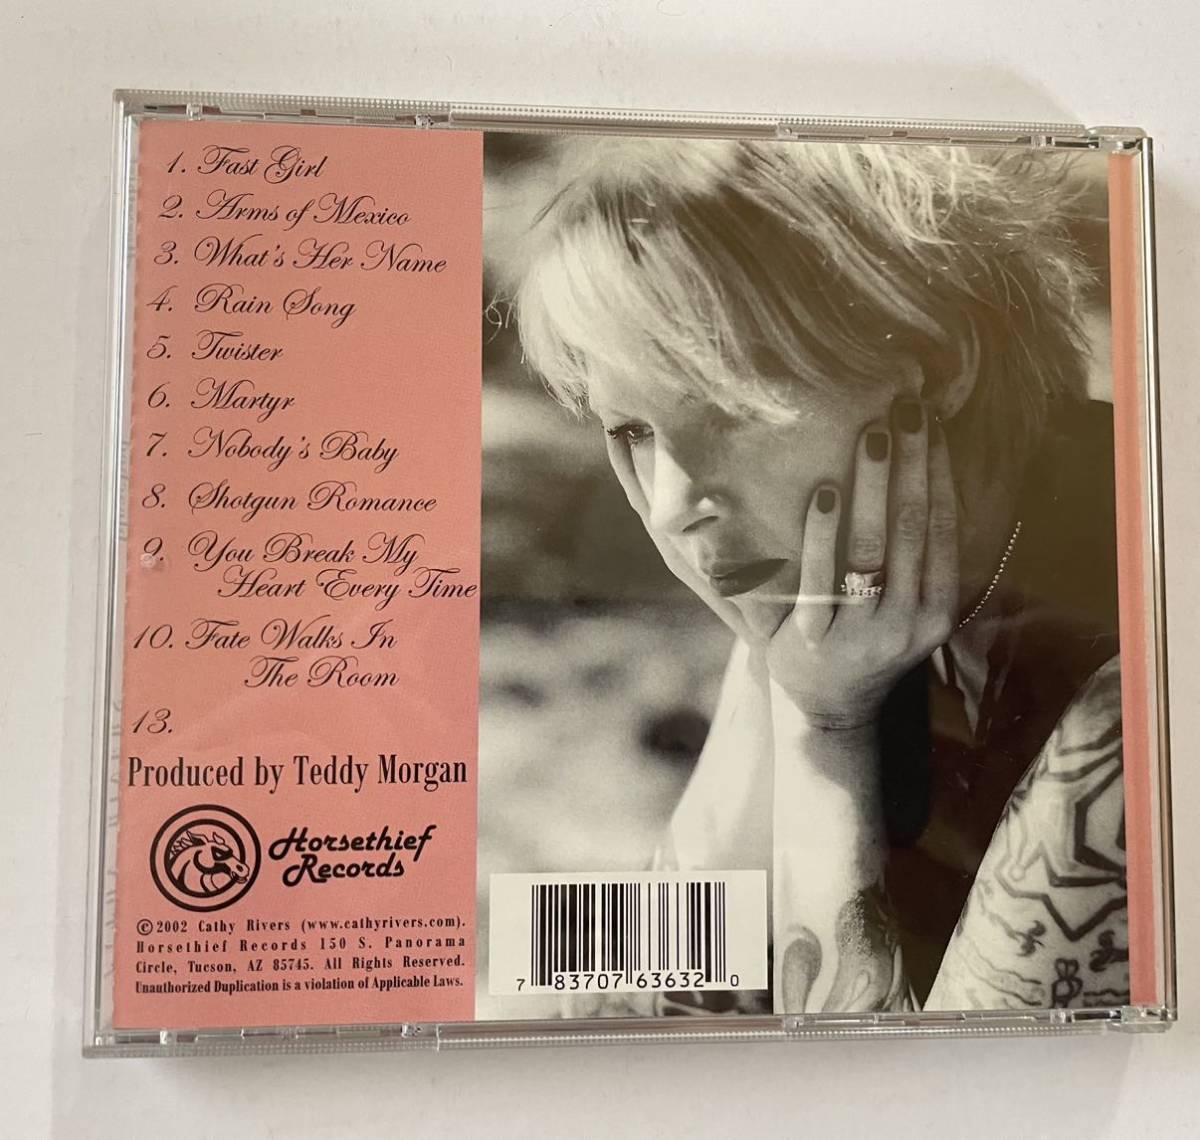 1. Fast Girl
2. Arms of Mexico
3. What's Her Name
4. Rain Song
5. Twister
6. Martyr
7. Nobody's Baby
8. Shotgun Romance
9. You Break My
Heart Every Time
10. Fate Walks In
The Room
13.
Produced by Teddy Morgan
Horsethief
Records
©2002 Cathy Rivers (www.cathyrivers.com).
Horsethief Records 150 S. Panorama
Circle, Tucson, AZ 85745. All Rights Reserved.
Unauthorized Duplication is a violation of Applicable Laws.
7 83707 63632 0